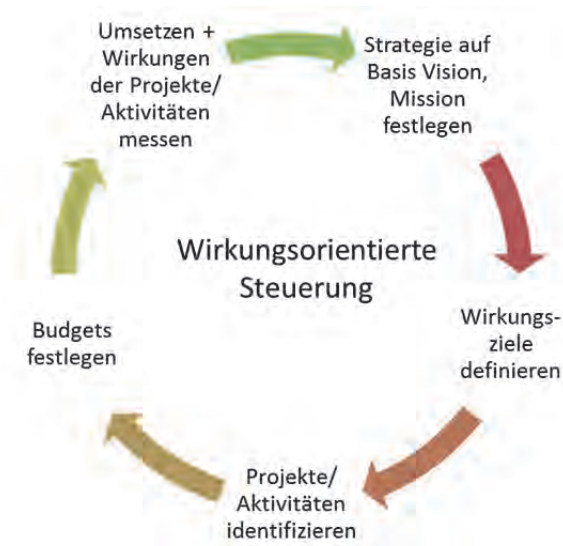 Umsetzen +
Wirkungen
der Projekte/
Aktivitäten
messen
Strategie auf
Basis Vision,
Mission
festlegen
Wirkungsorientierte
Steuerung
Wirkungs-
ziele
definieren
Projekte/
Aktivitäten
identifizieren
Budgets
festlegen